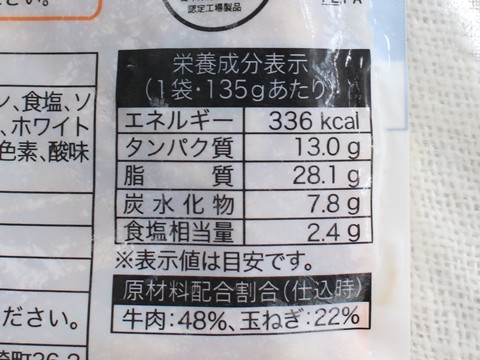 さい。
認定工場製品
ン、食塩、ソ
、ホワイト
色素、酸味
ださい。
栄養成分表示
(1袋・135gあたり)
エネルギー 336 kcal
タンパク質 13.0 g
脂質 28.1 g
炭水化物 7.8 g
食塩相当量 2.4 g
※表示値は目安です。
原材料配合割合(仕込時)
牛肉:48%、玉ねぎ:22%